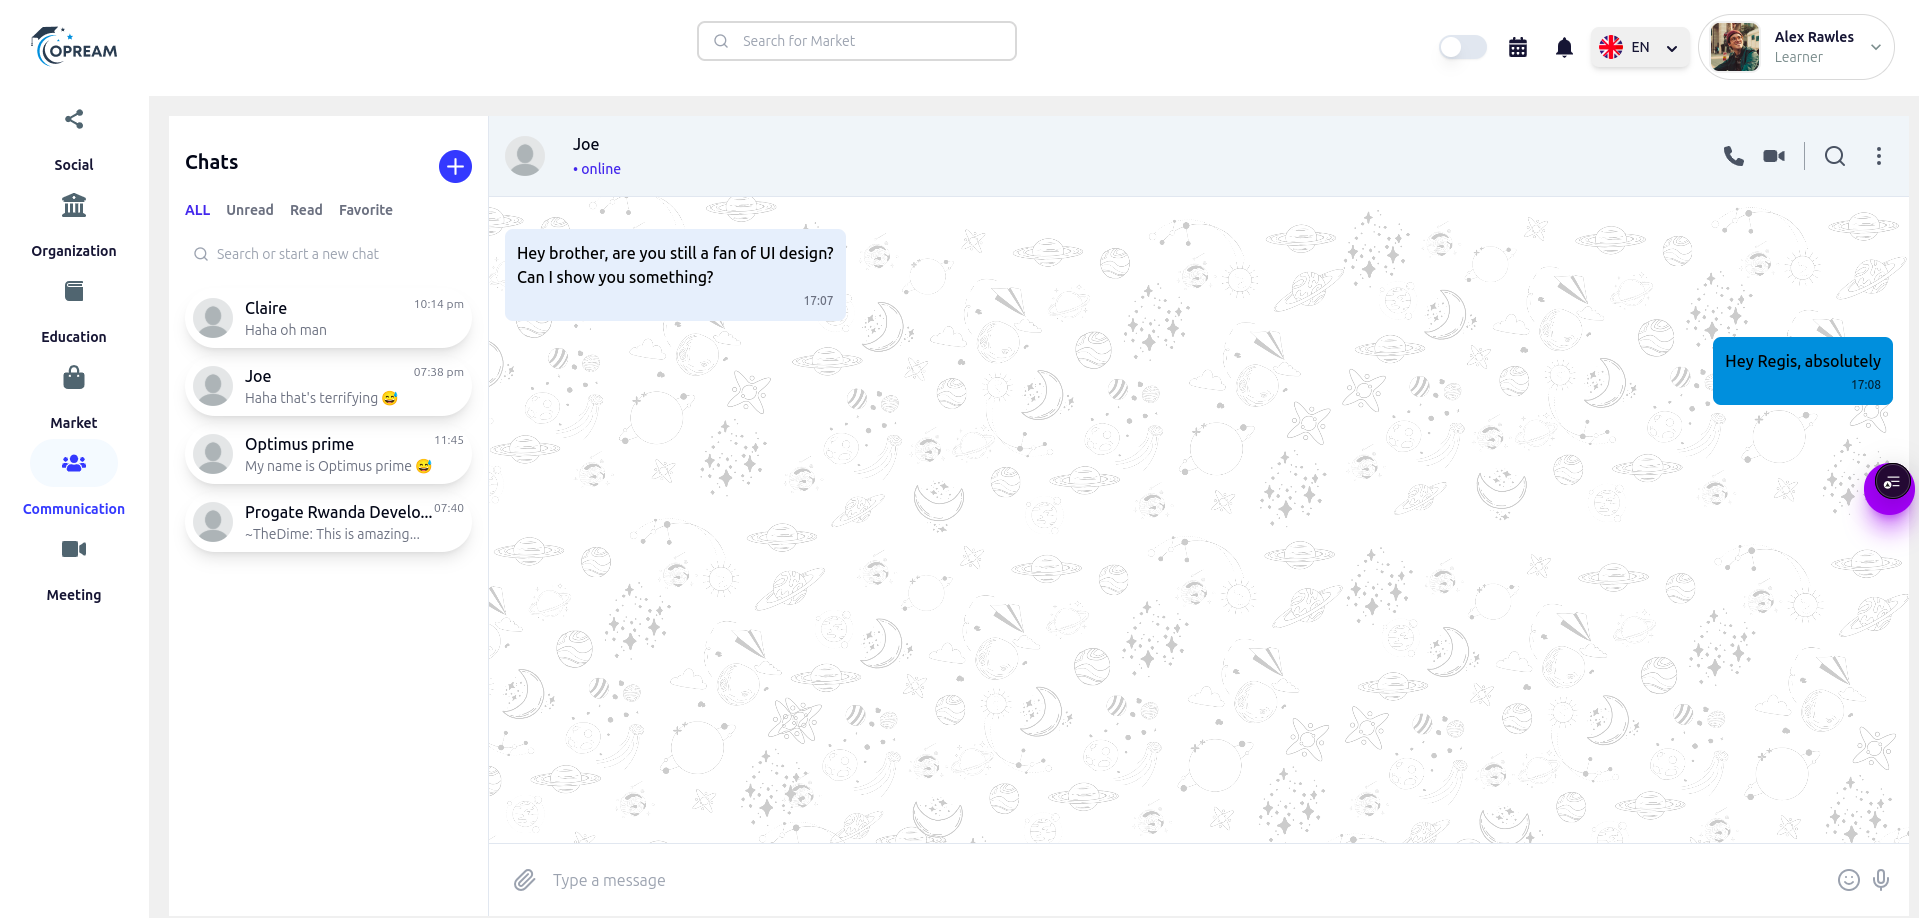 OPREAM
Search for Market
EN
Alex Rawles
Learner
Social
Organization
Education
Market
Communication
Meeting
Chats
ALL Unread Read Favorite
Search or start a new chat
Claire 10:14 pm
Haha oh man
Joe 07:38 pm
Haha that's terrifying 😅
Optimus prime 11:45
My name is Optimus prime 😅
Progate Rwanda Develo... 07:40
~TheDime: This is amazing...
Joe
• online
Hey brother, are you still a fan of UI design?
Can I show you something?
17:07
Hey Regis, absolutely
17:08
Type a message